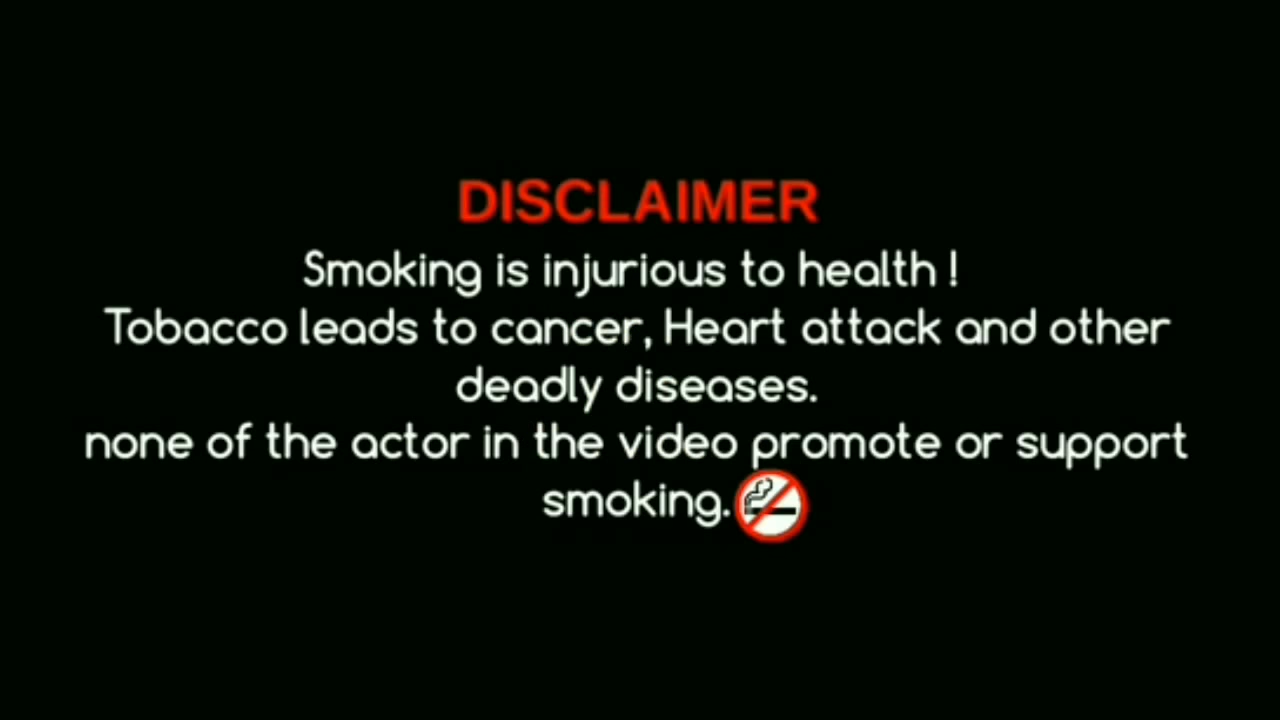 DISCLAIMER
Smoking is injurious to health !
Tobacco leads to cancer, Heart attack and other
deadly diseases.
none of the actor in the video promote or support
smoking.